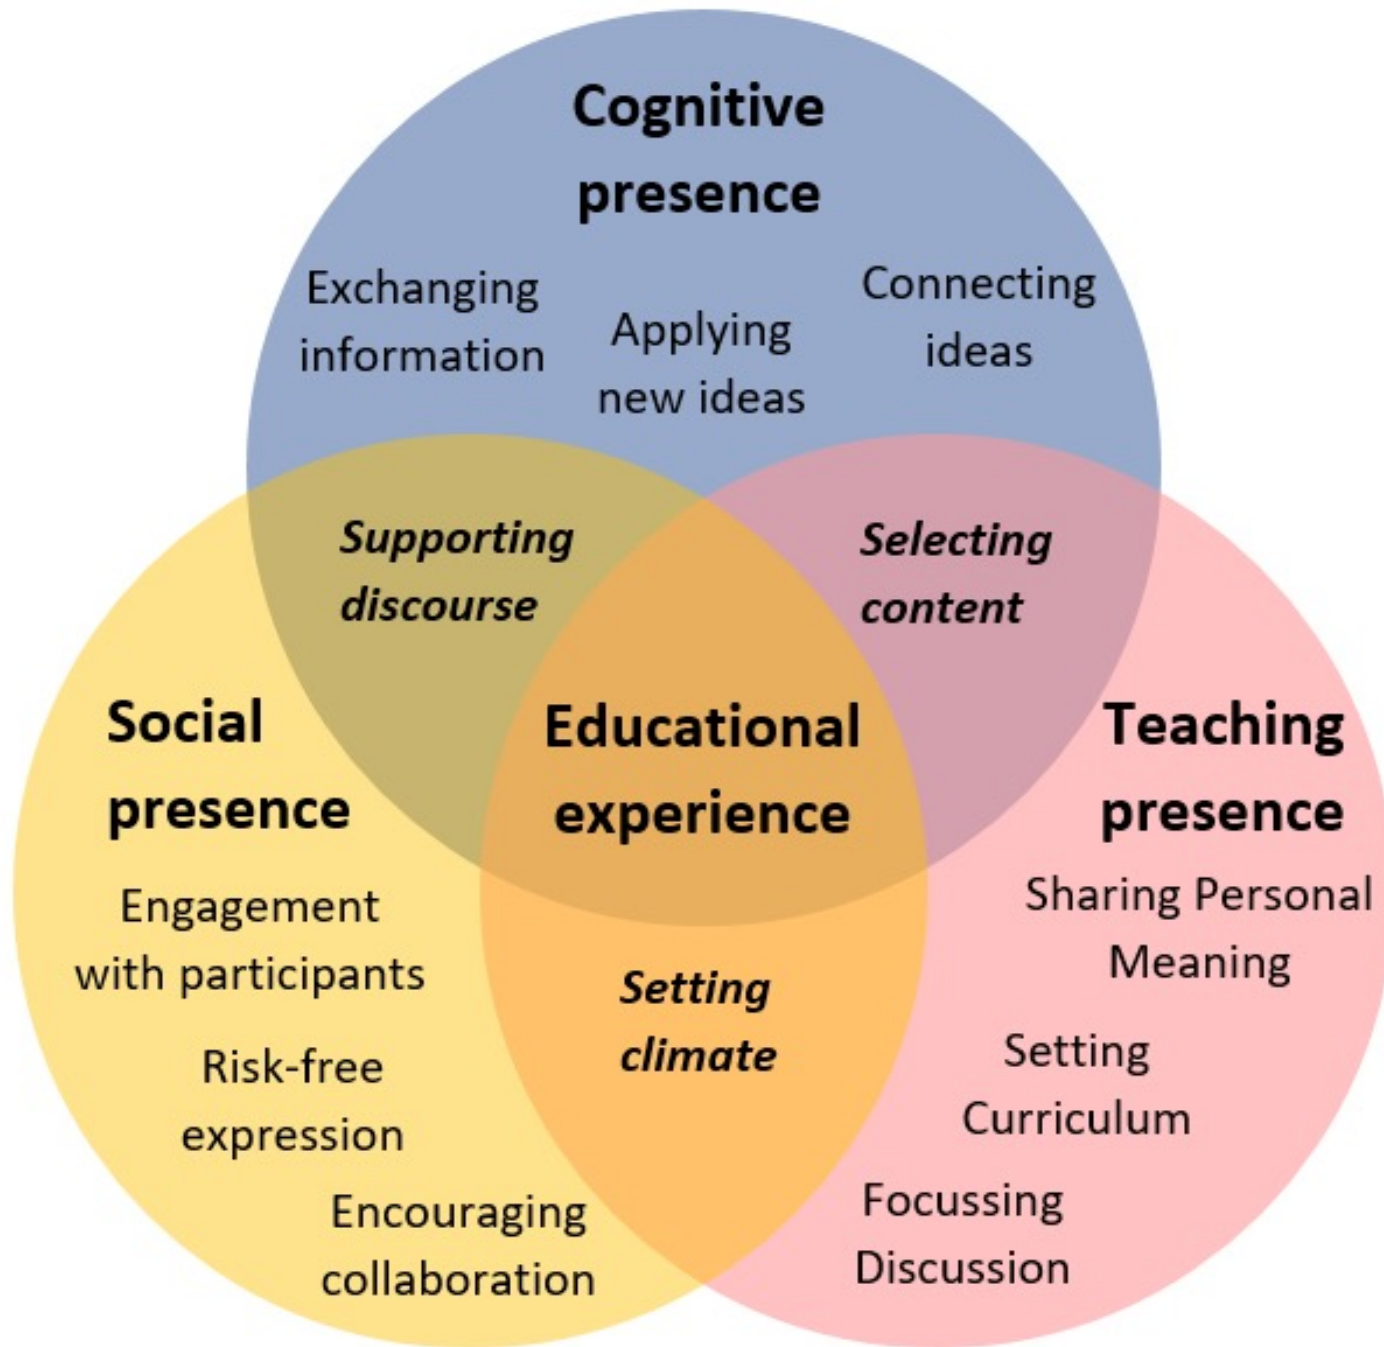 Cognitive
presence
Exchanging
information
Applying
new ideas
Connecting
ideas
Supporting
discourse
Selecting
content
Social
presence
Educational
experience
Teaching
presence
Engagement
with participants
Risk-free
expression
Encouraging
collaboration
Setting
climate
Sharing Personal
Meaning
Setting
Curriculum
Focussing
Discussion